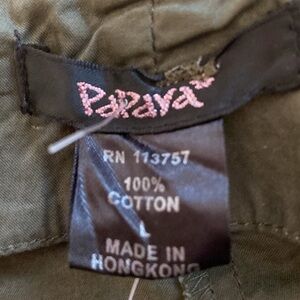 Papaya
RN 113757
100%
COTTON
L
MADE IN
HONGKONG